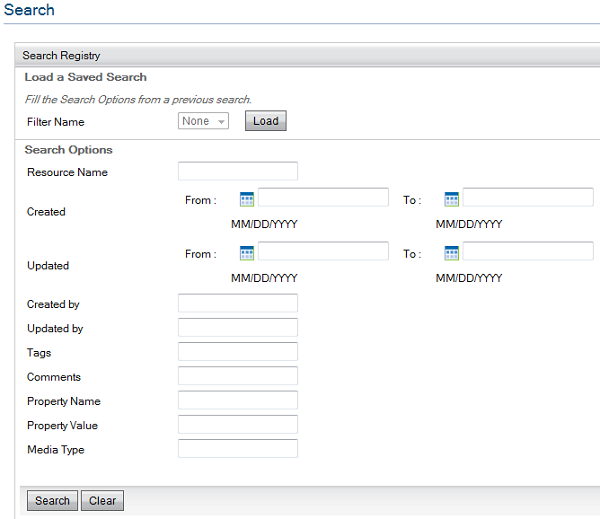 Search
Search Registry
Load a Saved Search
Fill the Search Options from a previous search.
Filter Name None Load
Search Options
Resource Name
Created From : To :
MM/DD/YYYY MM/DD/YYYY
Updated From : To :
MM/DD/YYYY MM/DD/YYYY
Created by
Updated by
Tags
Comments
Property Name
Property Value
Media Type
Search Clear